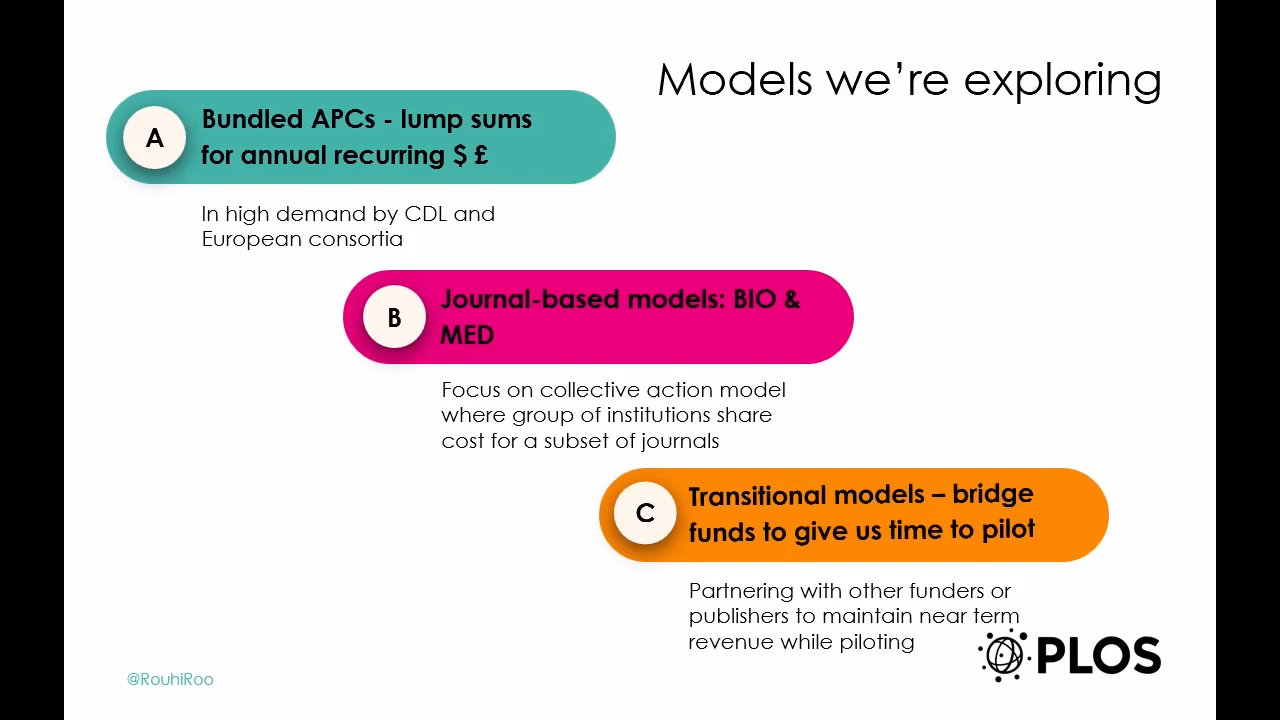 Models we’re exploring
A
Bundled APCs - lump sums
for annual recurring $ £
In high demand by CDL and
European consortia
B
Journal-based models: BIO &
MED
Focus on collective action model
where group of institutions share
cost for a subset of journals
C
Transitional models – bridge
funds to give us time to pilot
Partnering with other funders or
publishers to maintain near term
revenue while piloting
PLOS
@RouhiRoo